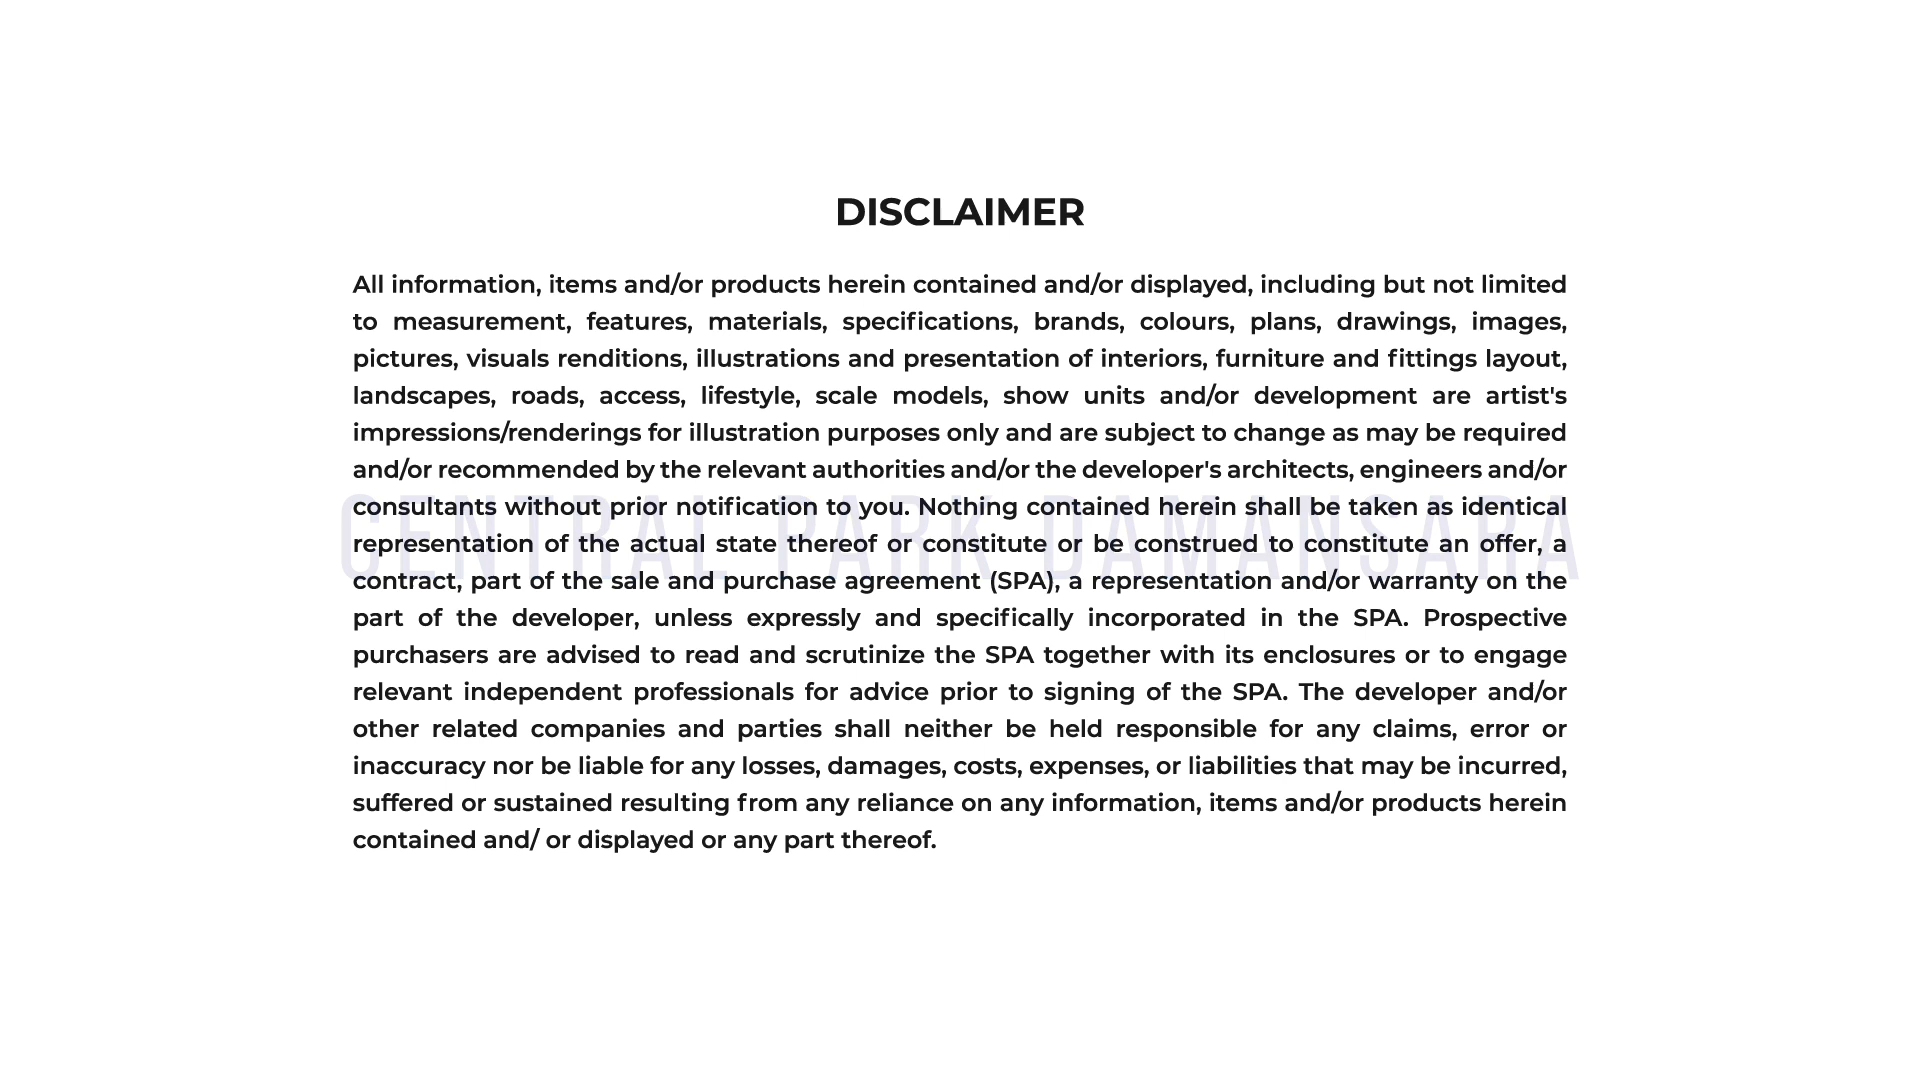 DISCLAIMER
All information, items and/or products herein contained and/or displayed, including but not limited
to measurement, features, materials, specifications, brands, colours, plans, drawings, images,
pictures, visuals renditions, illustrations and presentation of interiors, furniture and fittings layout,
landscapes, roads, access, lifestyle, scale models, show units and/or development are artist's
impressions/renderings for illustration purposes only and are subject to change as may be required
and/or recommended by the relevant authorities and/or the developer's architects, engineers and/or
consultants without prior notification to you. Nothing contained herein shall be taken as identical
representation of the actual state thereof or constitute or be construed to constitute an offer, a
contract, part of the sale and purchase agreement (SPA), a representation and/or warranty on the
part of the developer, unless expressly and specifically incorporated in the SPA. Prospective
purchasers are advised to read and scrutinize the SPA together with its enclosures or to engage
relevant independent professionals for advice prior to signing of the SPA. The developer and/or
other related companies and parties shall neither be held responsible for any claims, error or
inaccuracy nor be liable for any losses, damages, costs, expenses, or liabilities that may be incurred,
suffered or sustained resulting from any reliance on any information, items and/or products herein
contained and/ or displayed or any part thereof.
CENTRAL PARK DAMANSARA